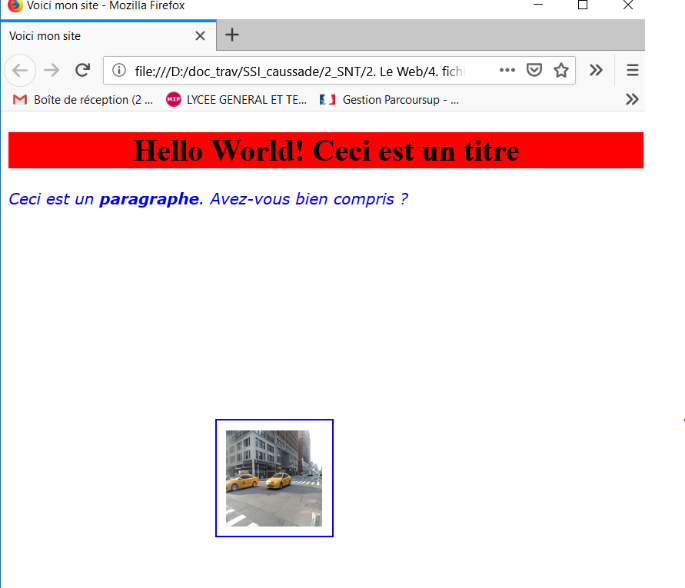 Voici mon site - Mozilla Firefox
Voici mon site
file:///D:/doc_trav/SSI_caussade/2_SNT/2. Le Web/4. fichi
Boîte de réception (2 ... LYCEE GENERAL ET TE... Gestion Parcoursup - ...
Hello World! Ceci est un titre
Ceci est un paragraphe. Avez-vous bien compris ?